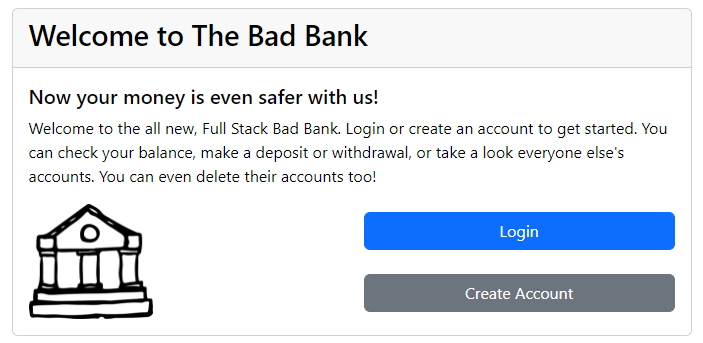 Welcome to The Bad Bank
Now your money is even safer with us!
Welcome to the all new, Full Stack Bad Bank. Login or create an account to get started. You
can check your balance, make a deposit or withdrawal, or take a look everyone else's
accounts. You can even delete their accounts too!
Login
Create Account